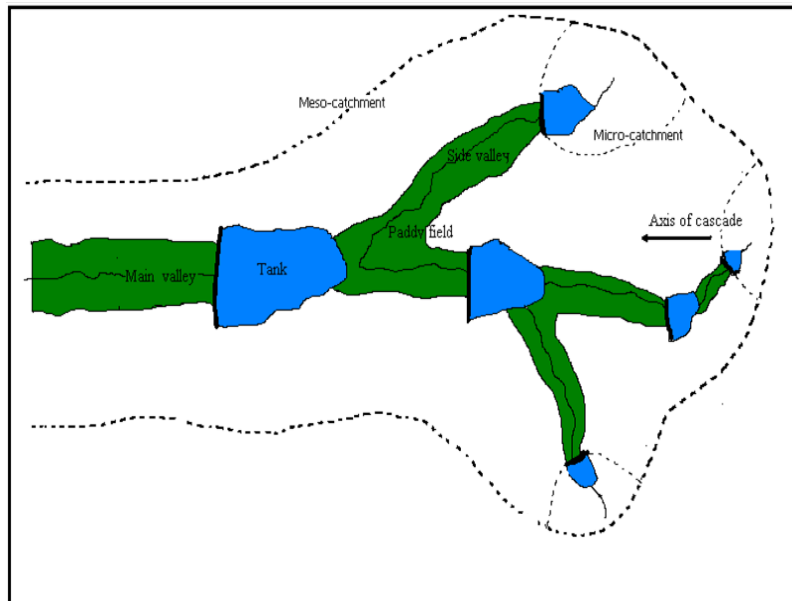 Meso-catchment
Micro-catchment
Side valley
Axis of cascade
Paddy field
Tank
Main valley